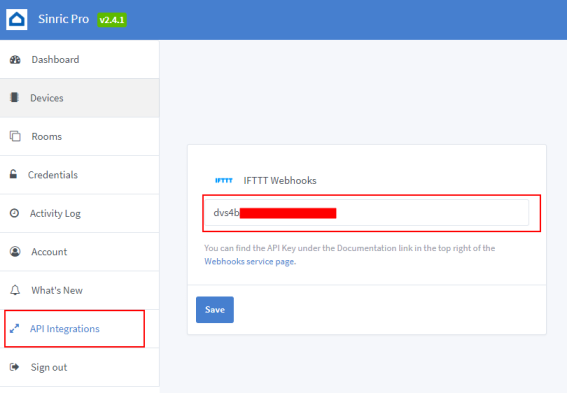 Sinric Pro v2.4.1
Dashboard
Devices
Rooms
Credentials
Activity Log
Account
What's New
API Integrations
Sign out
IFTTT IFTTT Webhooks
dvs4b
You can find the API Key under the Documentation link in the top right of the
Webhooks service page.
Save